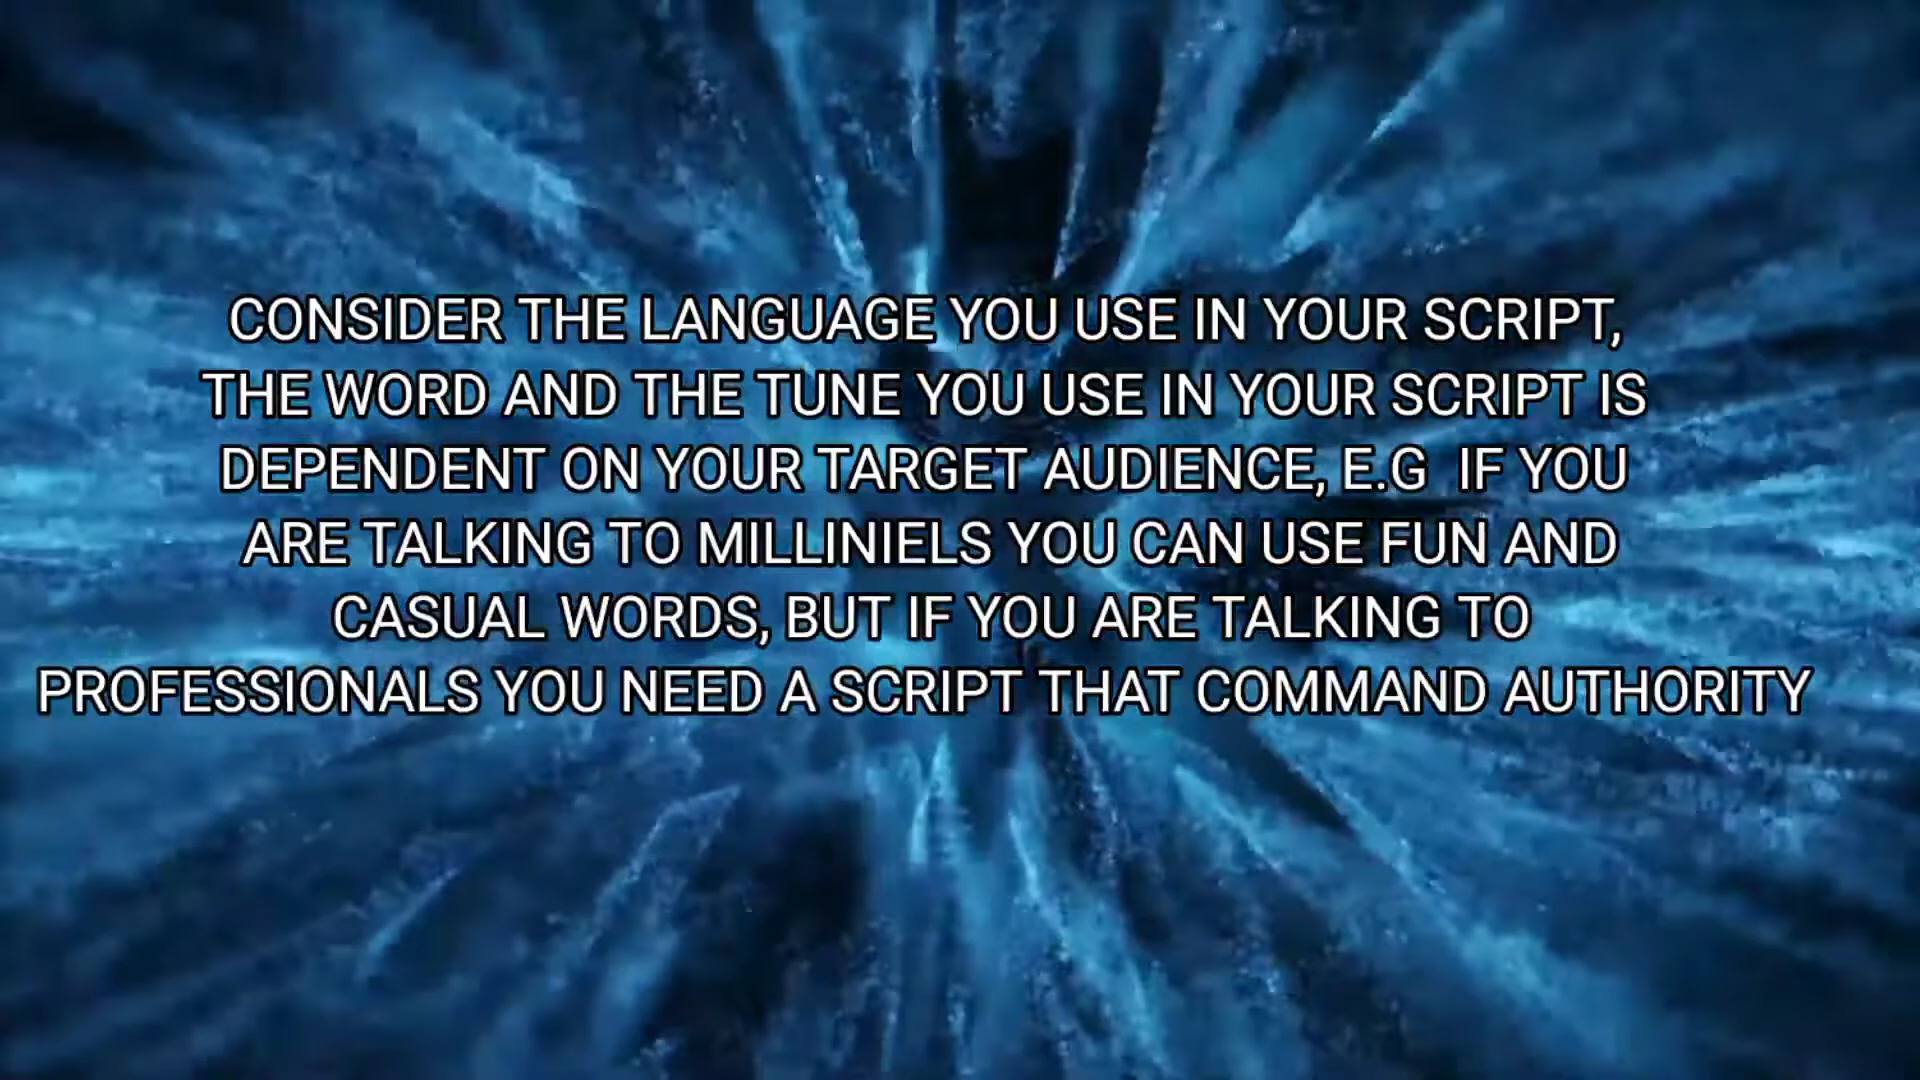 CONSIDER THE LANGUAGE YOU USE IN YOUR SCRIPT,
THE WORD AND THE TUNE YOU USE IN YOUR SCRIPT IS
DEPENDENT ON YOUR TARGET AUDIENCE, E.G  IF YOU
ARE TALKING TO MILLINIELS YOU CAN USE FUN AND
CASUAL WORDS, BUT IF YOU ARE TALKING TO
PROFESSIONALS YOU NEED A SCRIPT THAT COMMAND AUTHORITY